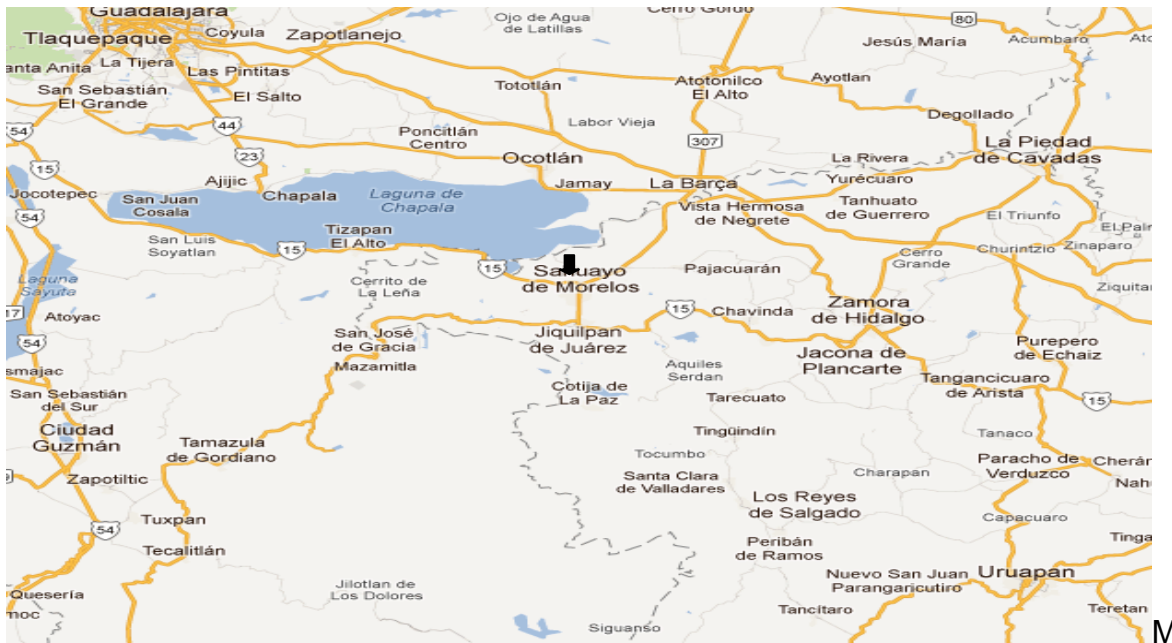 Guadalajara
Ojo de Agua
de Latillas
Cerro Gordo
80
Tlaquepaque
Coyula
Zapotlanejo
Jesús María
Acumbaro
La Tijera
Santa Anita
Las Pintitas
San Sebastián
El Grande
El Salto
Tototlán
Atotonilco
El Alto
Ayotlan
Degollado
54
44
Poncitlán
Centro
Labor Vieja
307
La Piedad
de Cavadas
15
23
Ocotlán
La Rivera
Ajijic
Jocotepec
San Juan
Cosala
Chapala
Laguna de
Chapala
Jamay
La Barca
Yurécuaro
54
Vista Hermosa
de Negrete
Tanhuato
de Guerrero
El Triunfo
San Luis
Soyatlan
Tizapan
El Alto
15
Cerro
Grande
Churintzio
Zinaparo
Laguna
Sayula
Cerrito de
La Leña
15
Sahuayo
de Morelos
Pajacuarán
17
Atoyac
15
Chavinda
Zamora
de Hidalgo
54
San José
de Gracia
Jiquilpan
de Juárez
Purepero
de Echaiz
Mazamitla
Aquiles
Serdan
Jacona de
Plancarte
San Sebastián
del Sur
Cotija de
La Paz
Tarecuato
Tangancicuaro
de Arista
15
Ciudad
Guzmán
Tamazula
de Gordiano
Tingüindín
Tanaco
Zapotiltic
Tocumbo
Santa Clara
de Valladares
Charapan
Paracho de
Verduzco
Cherán
54
Tuxpan
Los Reyes
de Salgado
Capacuaro
Tecalitlán
Peribán
de Ramos
Quesería
Jilotlan de
Los Dolores
Nuevo San Juan
Parangaricutiro
Uruapan
Tancítaro
Teretan
Siguanso
M